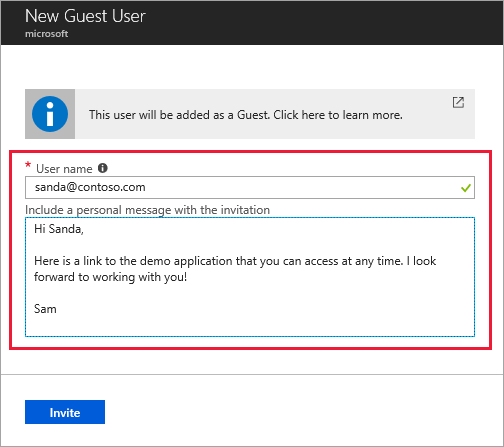 New Guest User
microsoft
This user will be added as a Guest. Click here to learn more.
* User name
sanda@contoso.com
Include a personal message with the invitation
Hi Sanda,
Here is a link to the demo application that you can access at any time. I look
forward to working with you!
Sam
Invite